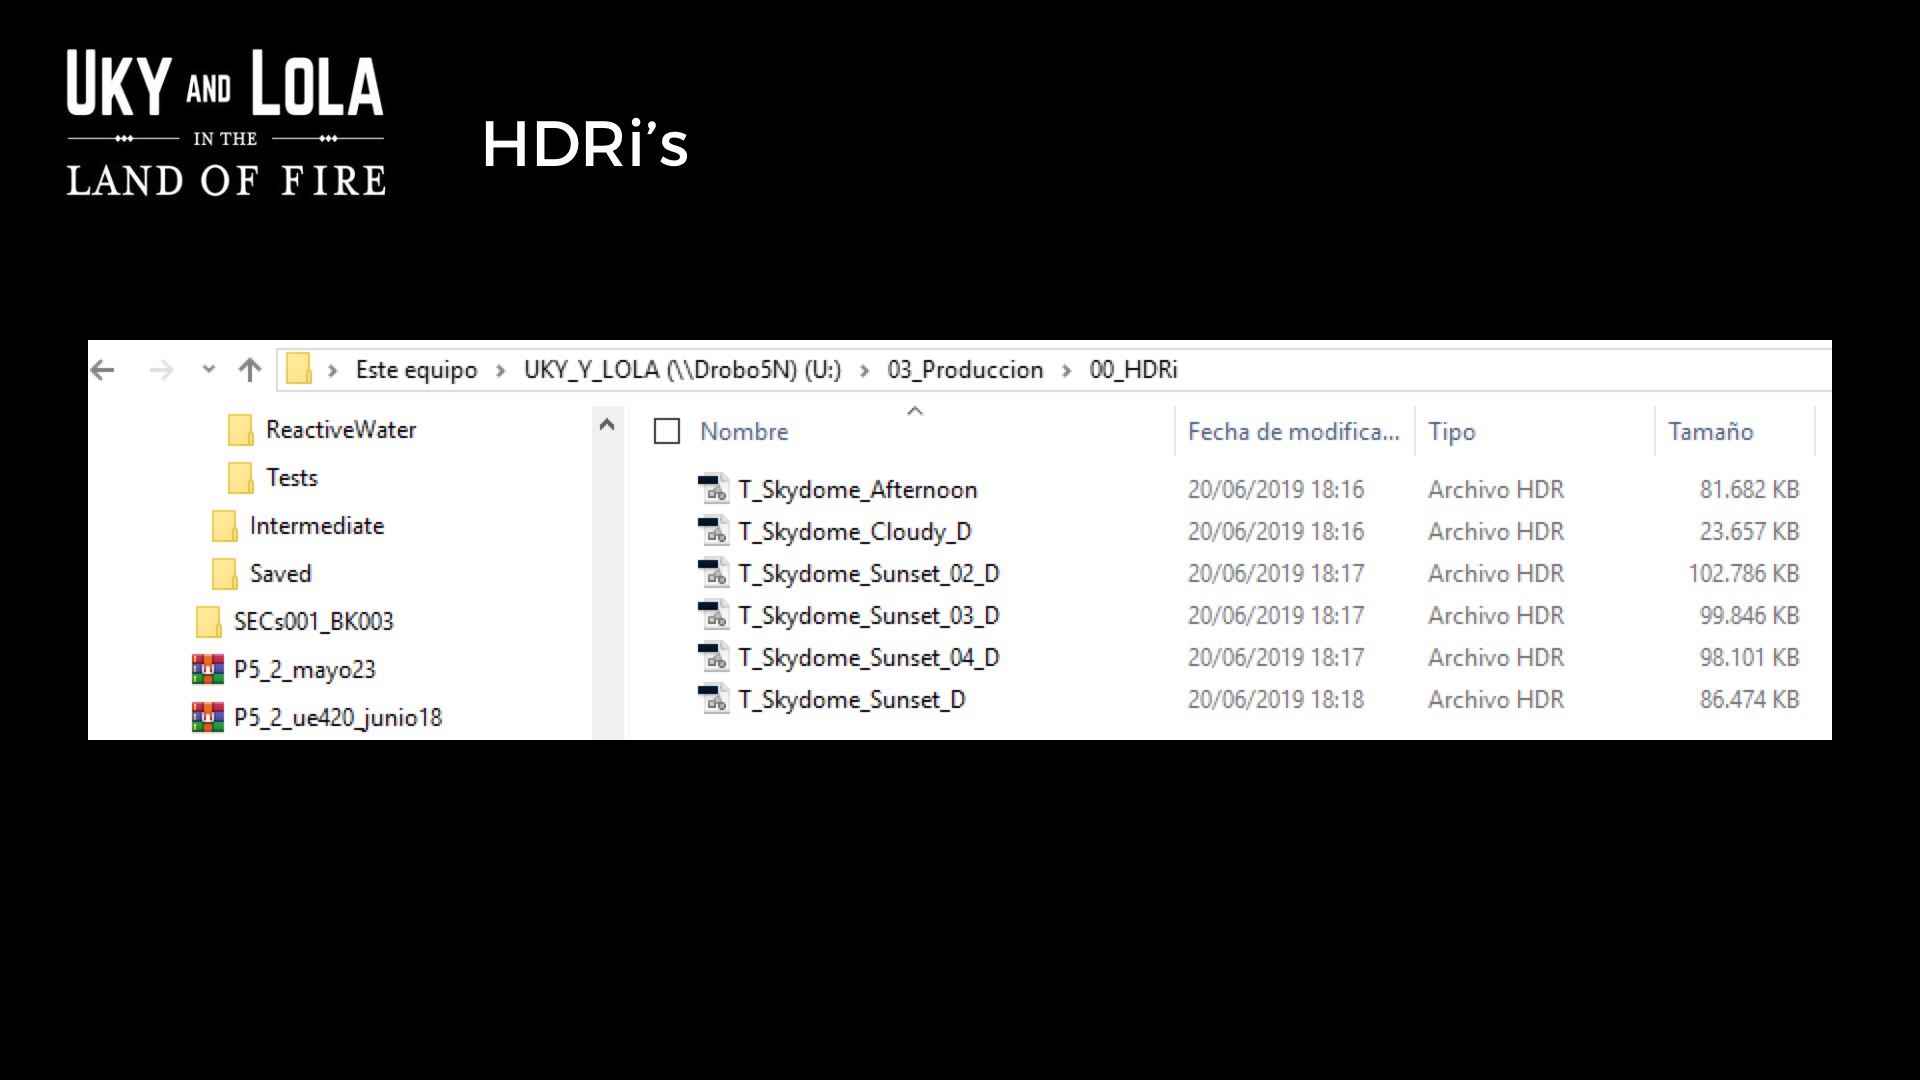 UKY AND LOLA
IN THE
LAND OF FIRE
HDRi’s
Este equipo > UKY_Y_LOLA (\\Drobo5N) (U:) > 03_Produccion > 00_HDRi
ReactiveWater
Tests
Intermediate
Saved
SECs001_BK003
P5_2_mayo23
P5_2_ue420_junio18
Nombre Fecha de modifica... Tipo Tamaño
T_Skydome_Afternoon 20/06/2019 18:16 Archivo HDR 81.682 KB
T_Skydome_Cloudy_D 20/06/2019 18:16 Archivo HDR 23.657 KB
T_Skydome_Sunset_02_D 20/06/2019 18:17 Archivo HDR 102.786 KB
T_Skydome_Sunset_03_D 20/06/2019 18:17 Archivo HDR 99.846 KB
T_Skydome_Sunset_04_D 20/06/2019 18:17 Archivo HDR 98.101 KB
T_Skydome_Sunset_D 20/06/2019 18:18 Archivo HDR 86.474 KB